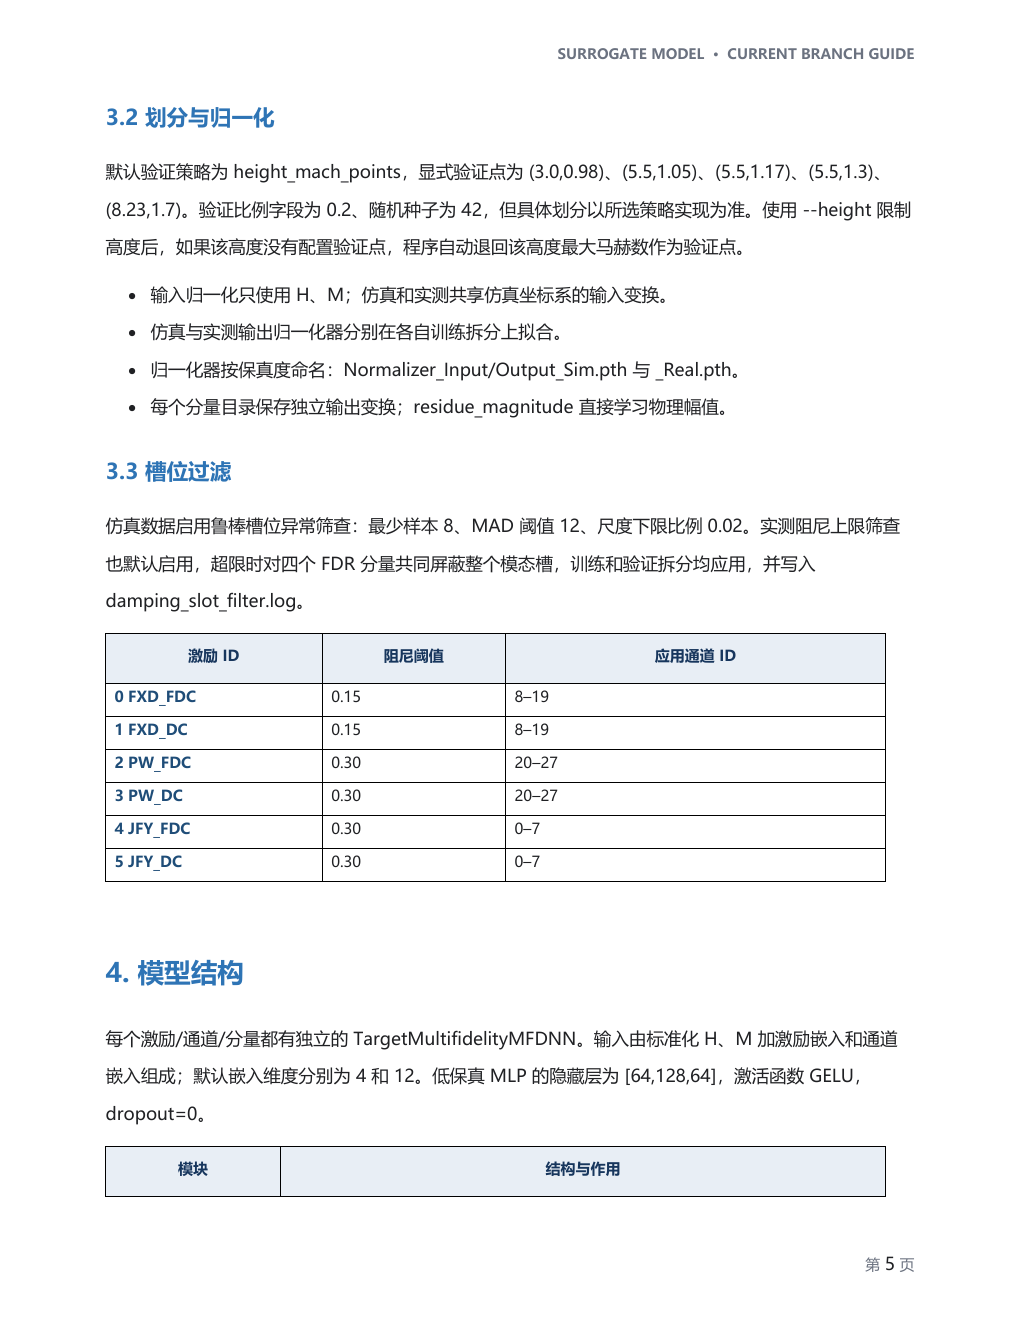 SURROGATE MODEL • CURRENT BRANCH GUIDE
3.2 划分与归一化
默认验证策略为 height_mach_points，显式验证点为 (3.0,0.98)、(5.5,1.05)、(5.5,1.17)、(5.5,1.3)、
(8.23,1.7)。验证比例字段为 0.2、随机种子为 42，但具体划分以所选策略实现为准。使用 --height 限制
高度后，如果该高度没有配置验证点，程序自动退回该高度最大马赫数作为验证点。
• 输入归一化只使用 H、M；仿真和实测共享仿真坐标系的输入变换。
• 仿真与实测输出归一化器分别在各自训练拆分上拟合。
• 归一化器按保真度命名：Normalizer_Input/Output_Sim.pth 与 _Real.pth。
• 每个分量目录保存独立输出变换；residue_magnitude 直接学习物理幅值。
3.3 槽位过滤
仿真数据启用鲁棒槽位异常筛查：最少样本 8、MAD 阈值 12、尺度下限比例 0.02。实测阻尼上限筛查
也默认启用，超限时对四个 FDR 分量共同屏蔽整个模态槽，训练和验证拆分均应用，并写入
damping_slot_filter.log。
激励 ID 阻尼阈值 应用通道 ID
0 FXD_FDC 0.15 8–19
1 FXD_DC 0.15 8–19
2 PW_FDC 0.30 20–27
3 PW_DC 0.30 20–27
4 JFY_FDC 0.30 0–7
5 JFY_DC 0.30 0–7
4. 模型结构
每个激励/通道/分量都有独立的 TargetMultifidelityMFDNN。输入由标准化 H、M 加激励嵌入和通道
嵌入组成；默认嵌入维度分别为 4 和 12。低保真 MLP 的隐藏层为 [64,128,64]，激活函数 GELU，
dropout=0。
模块 结构与作用
第 5 页